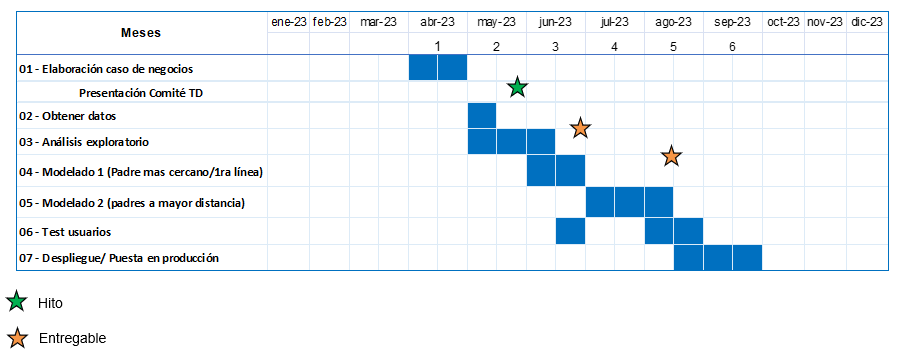 Meses
ene-23 feb-23 mar-23 abr-23 may-23 jun-23 jul-23 ago-23 sep-23 oct-23 nov-23 dic-23
1 2 3 4 5 6
01 - Elaboración caso de negocios
Presentación Comité TD
02 - Obtener datos
03 - Análisis exploratorio
04 - Modelado 1 (Padre mas cercano/1ra línea)
05 - Modelado 2 (padres a mayor distancia)
06 - Test usuarios
07 - Despliegue/ Puesta en producción
Hito
Entregable